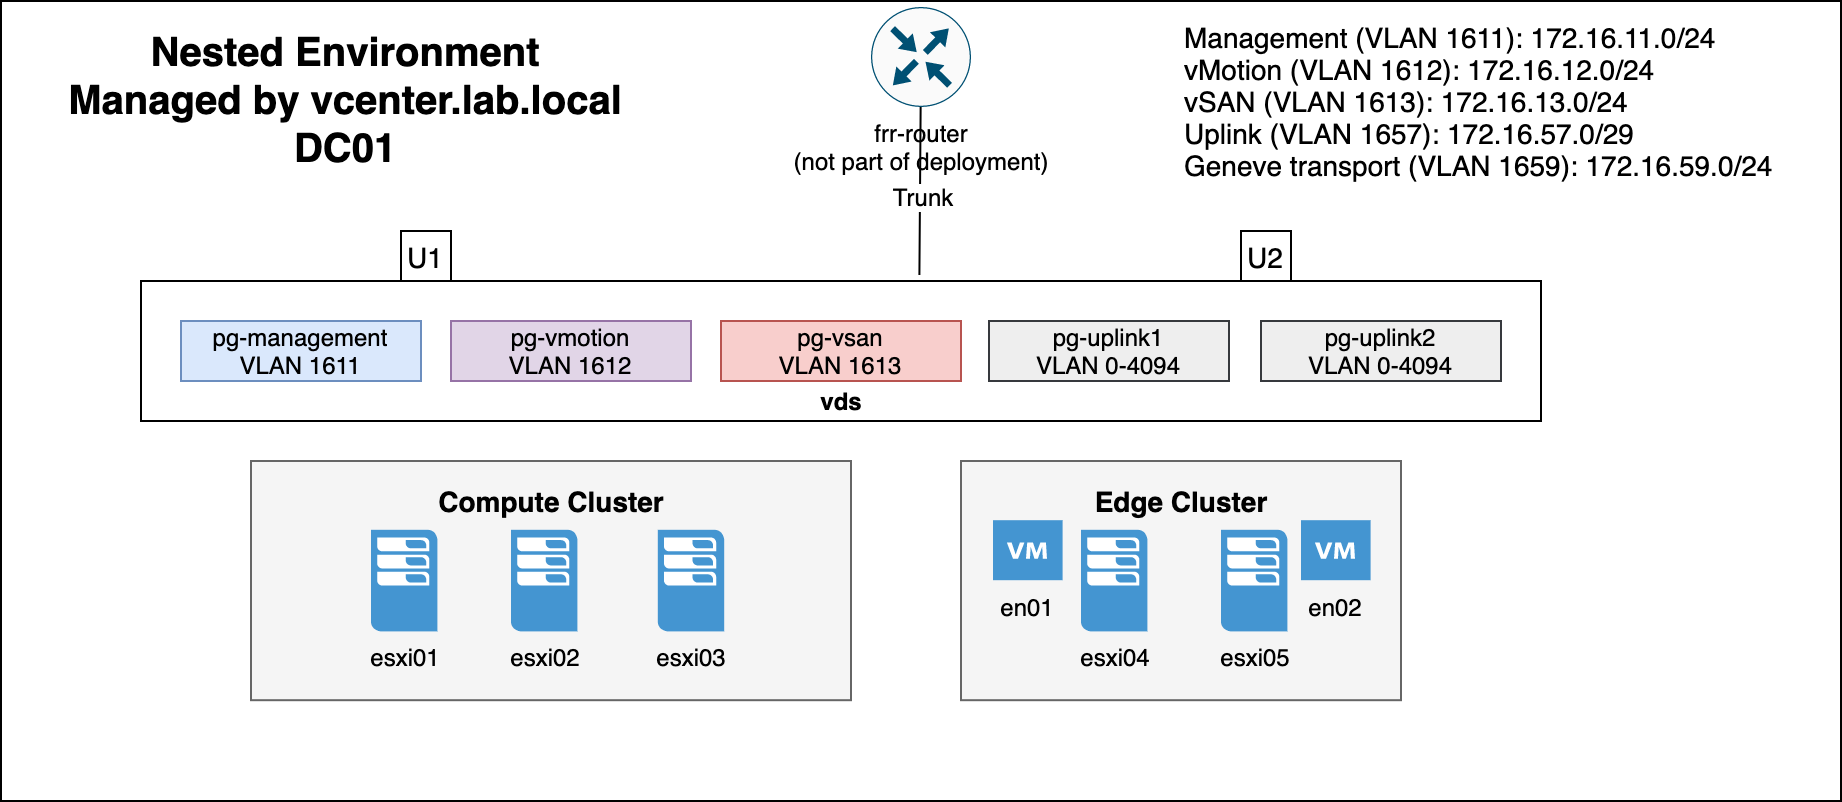 Nested Environment
Managed by vcenter.lab.local
DC01
frr-router
(not part of deployment)
Trunk
Management (VLAN 1611): 172.16.11.0/24
vMotion (VLAN 1612): 172.16.12.0/24
vSAN (VLAN 1613): 172.16.13.0/24
Uplink (VLAN 1657): 172.16.57.0/29
Geneve transport (VLAN 1659): 172.16.59.0/24
U1
U2
pg-management
VLAN 1611
pg-vmotion
VLAN 1612
pg-vsan
VLAN 1613
pg-uplink1
VLAN 0-4094
pg-uplink2
VLAN 0-4094
vds
Compute Cluster
esxi01
esxi02
esxi03
Edge Cluster
VM
en01
esxi04
esxi05
VM
en02